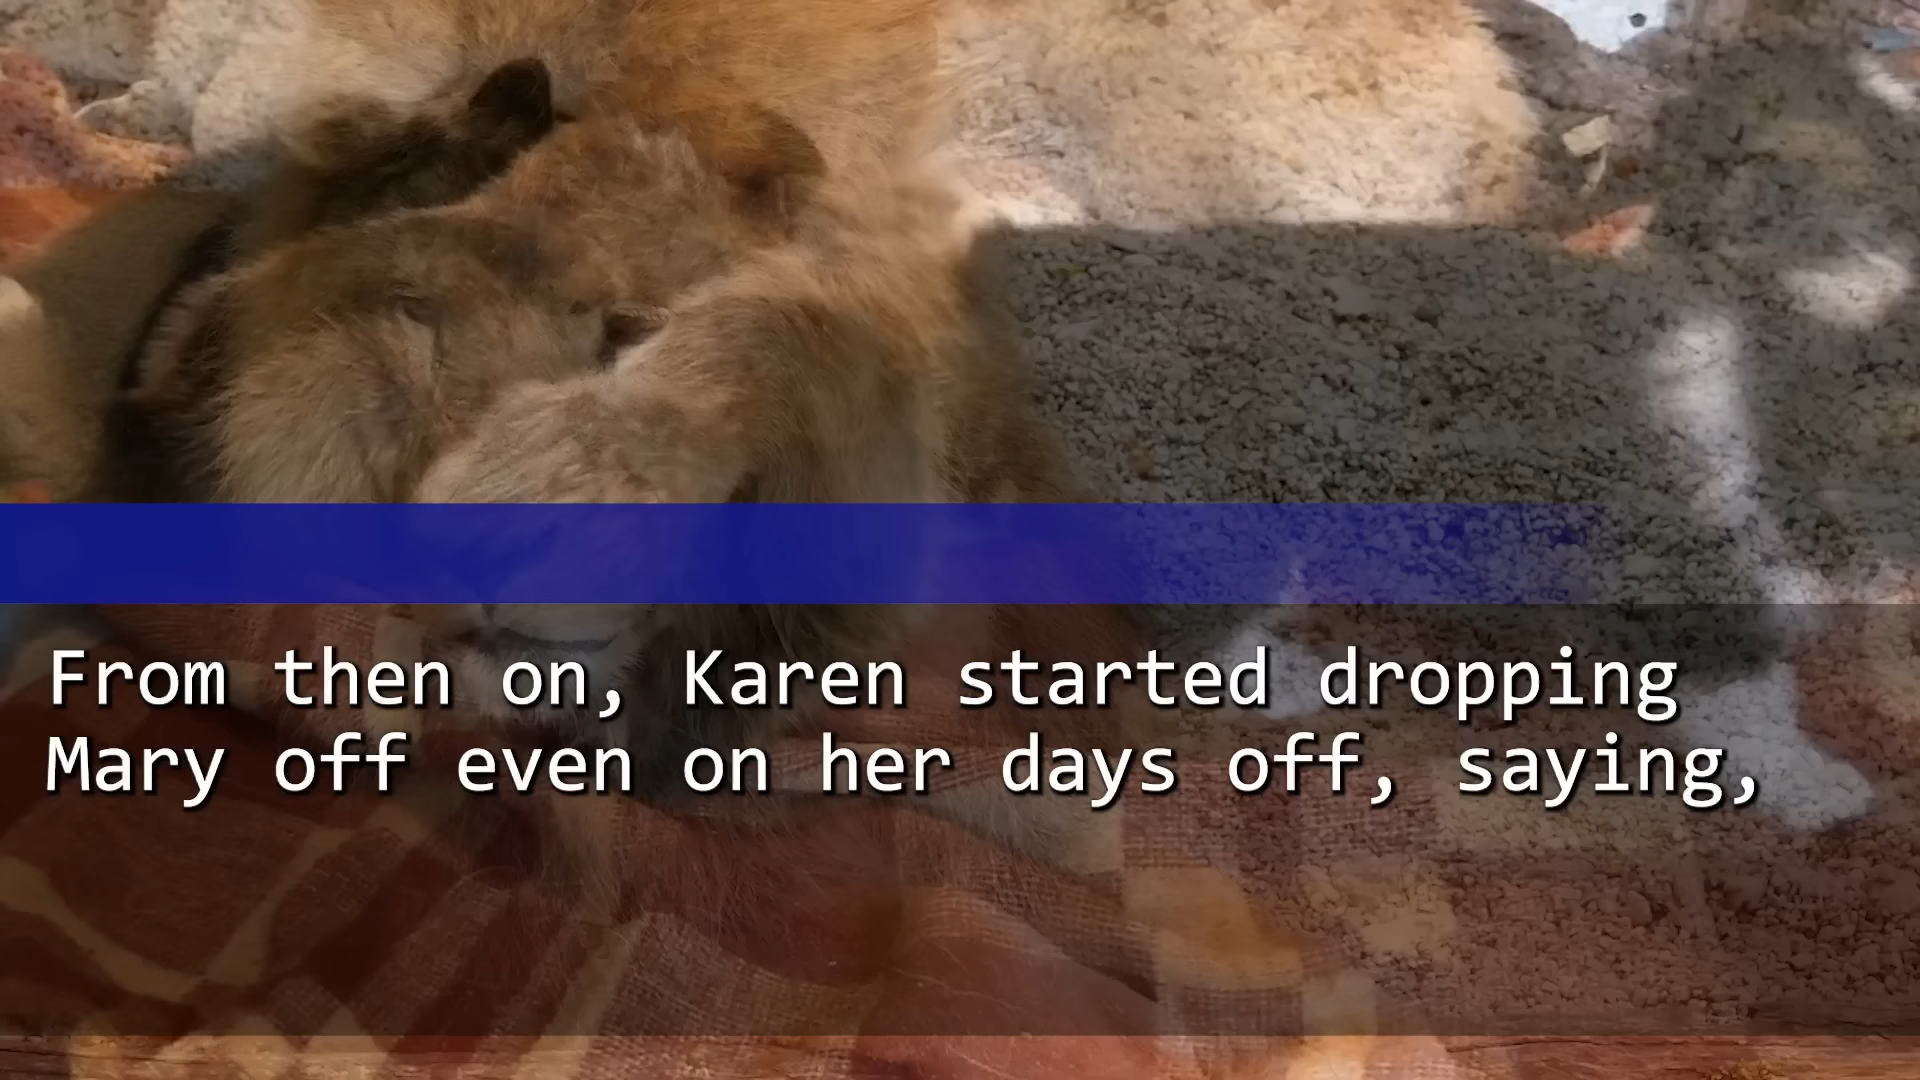 From then on, Karen started dropping
Mary off even on her days off, saying,